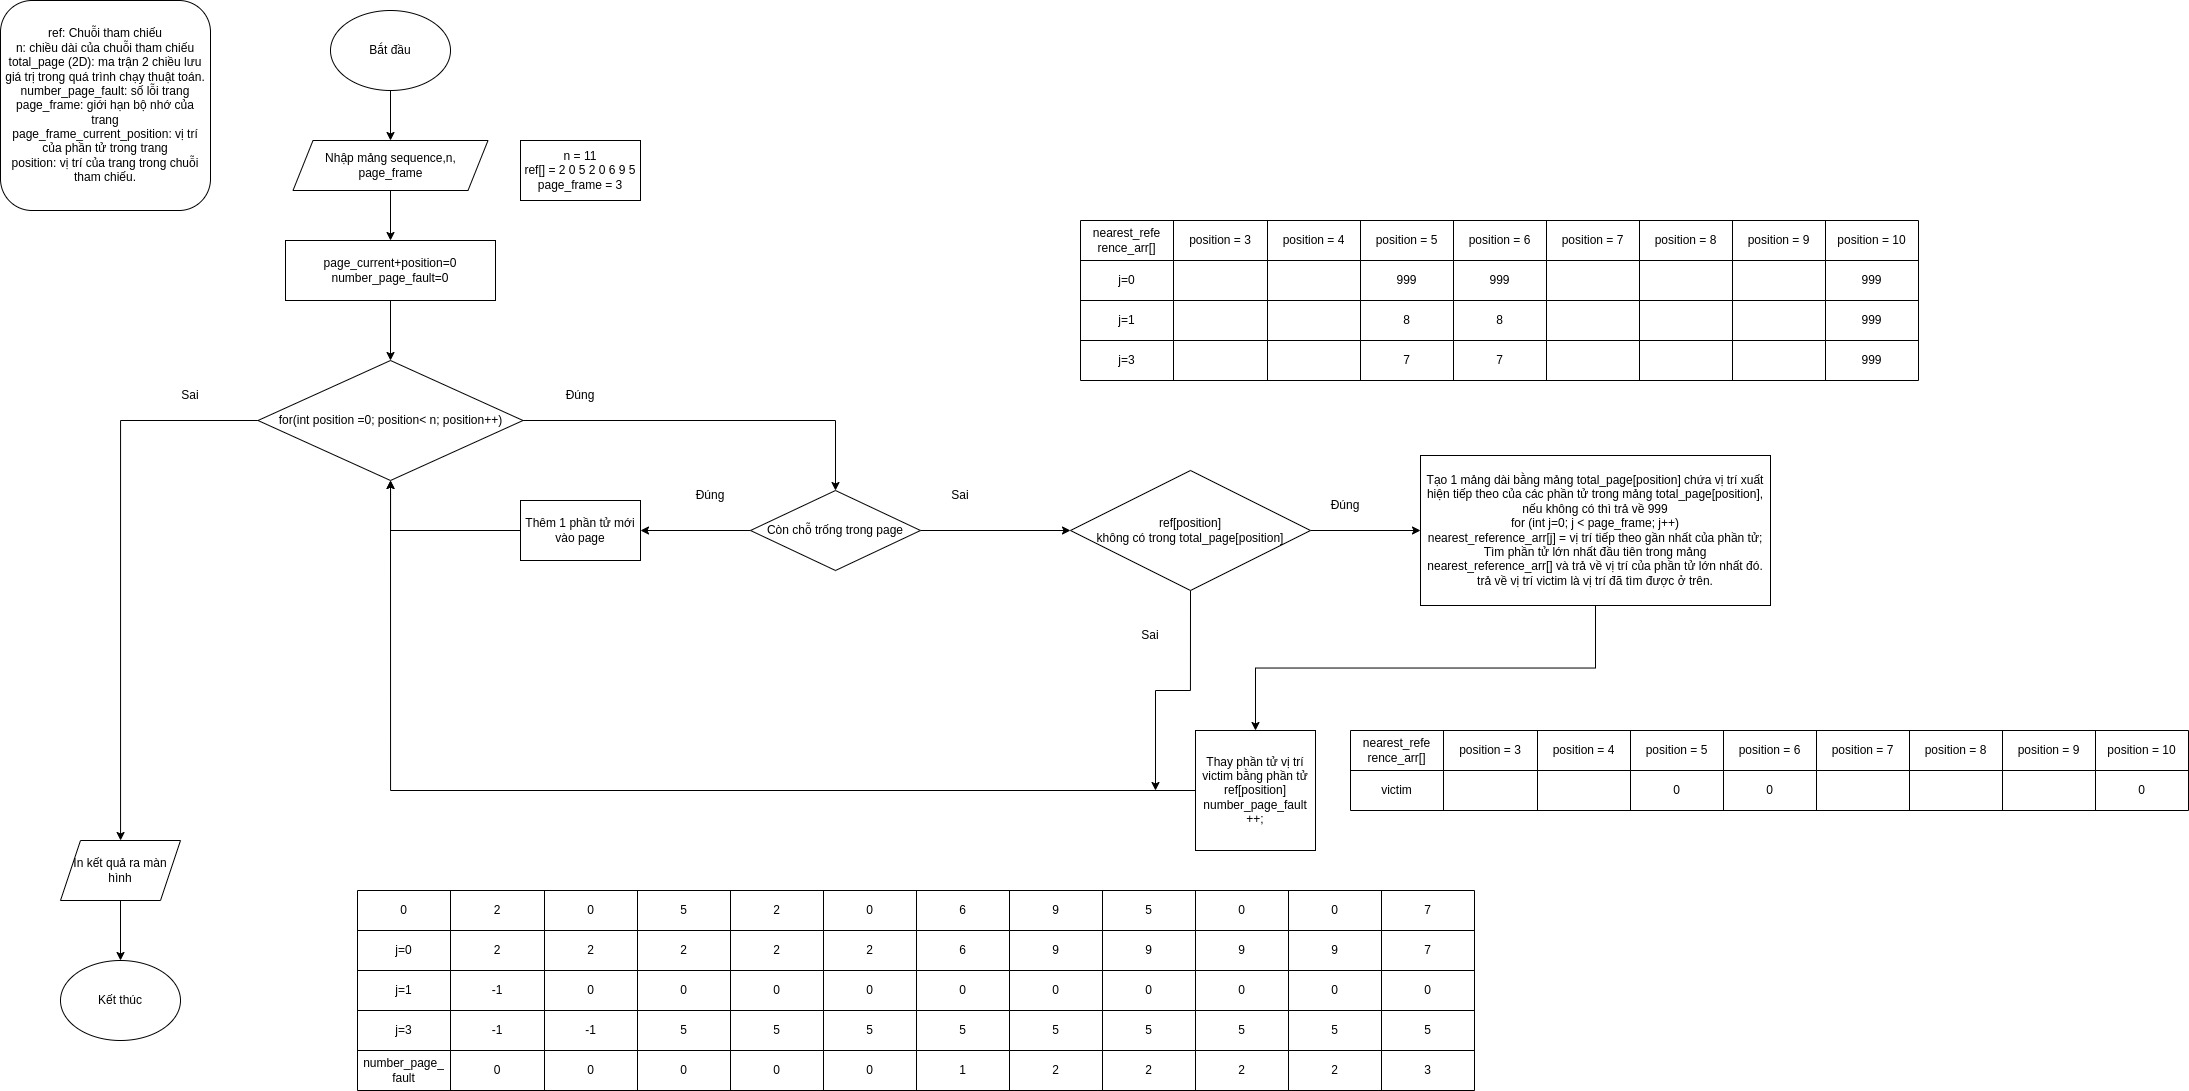 ref: Chuỗi tham chiếu
n: chiều dài của chuỗi tham chiếu
total_page (2D): ma trận 2 chiều lưu
giá trị trong quá trình chạy thuật toán.
number_page_fault: số lỗi trang
page_frame: giới hạn bộ nhớ của
trang
page_frame_current_position: vị trí
của phần tử trong trang
position: vị trí của trang trong chuỗi
tham chiếu.
Bắt đầu
Nhập mảng sequence,n,
page_frame
n = 11
ref[] = 2 0 5 2 0 6 9 5
page_frame = 3
page_current+position=0
number_page_fault=0
nearest_refe
rence_arr[] position = 3 position = 4 position = 5 position = 6 position = 7 position = 8 position = 9 position = 10
j=0 999 999 999
j=1 8 8 999
j=3 7 7 999
Sai
Đúng
for(int position =0; position< n; position++)
Đúng
Sai
Thêm 1 phần tử mới
vào page
Còn chỗ trống trong page
ref[position]
không có trong total_page[position]
Đúng
Tạo 1 mảng dài bằng mảng total_page[position] chứa vị trí xuất
hiện tiếp theo của các phần tử trong mảng total_page[position],
nếu không có thì trả về 999
for (int j=0; j < page_frame; j++)
nearest_reference_arr[j] = vị trí tiếp theo gần nhất của phần tử;
Tìm phần tử lớn nhất đầu tiên trong mảng
nearest_reference_arr[] và trả về vị trí của phần tử lớn nhất đó.
trả về vị trí victim là vị trí đã tìm được ở trên.
Sai
Thay phần tử vị trí
victim bằng phần tử
ref[position]
number_page_fault
++;
nearest_refe
rence_arr[] position = 3 position = 4 position = 5 position = 6 position = 7 position = 8 position = 9 position = 10
victim 0 0 0
In kết quả ra màn
hình
Kết thúc
0 2 0 5 2 0 6 9 5 0 0 7
j=0 2 2 2 2 2 6 9 9 9 9 7
j=1 -1 0 0 0 0 0 0 0 0 0 0
j=3 -1 -1 5 5 5 5 5 5 5 5 5
number_page_
fault 0 0 0 0 0 1 2 2 2 2 3